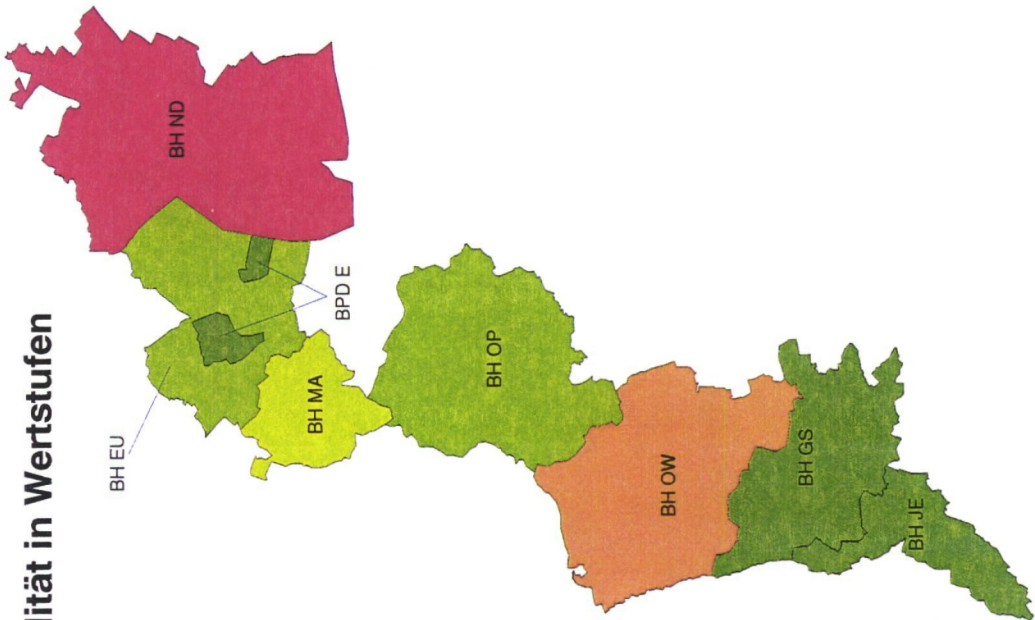 lität in Wertstufen
BH ND
BH EU
BPD E
BH MA
BH OP
BH OW
BH GS
BH JE